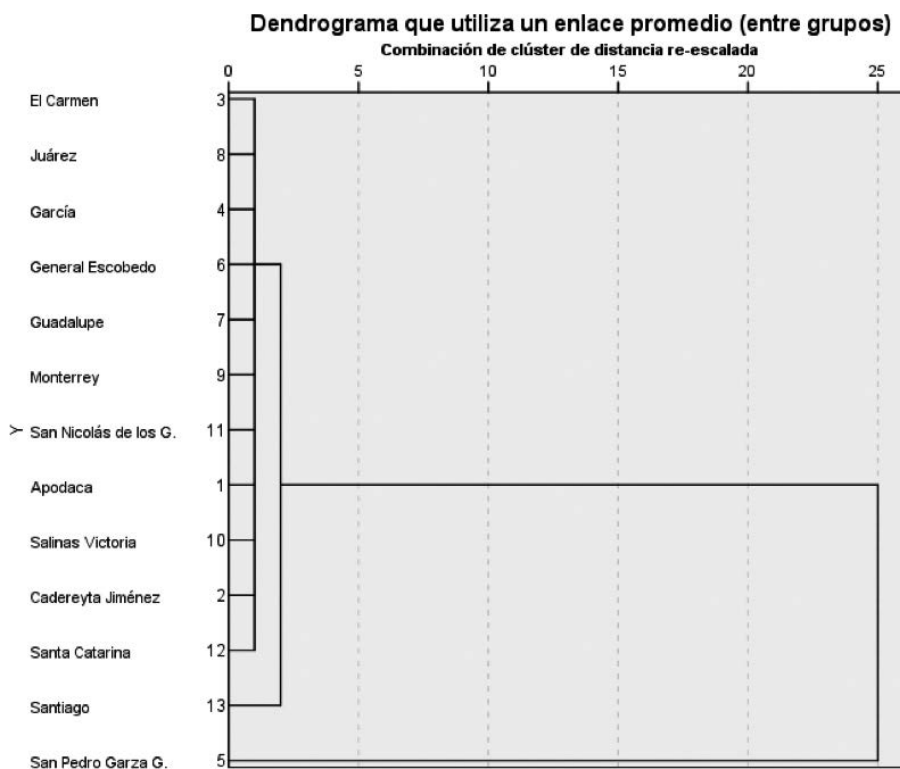 Dendrograma que utiliza un enlace promedio (entre grupos)
Combinación de clúster de distancia re-escalada
0 5 10 15 20 25
El Carmen 3
Juárez 8
García 4
General Escobedo 6
Guadalupe 7
Monterrey 9
Y San Nicolás de los G. 11
Apodaca 1
Salinas Victoria 10
Cadereyta Jiménez 2
Santa Catarina 12
Santiago 13
San Pedro Garza G. 5